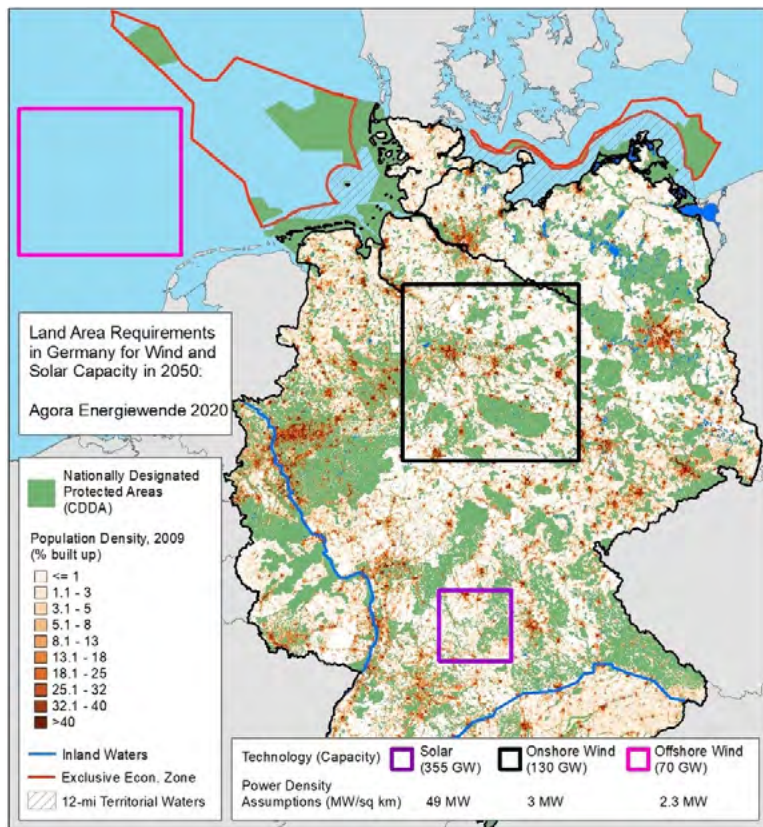 Land Area Requirements
in Germany for Wind and
Solar Capacity in 2050:
Agora Energiewende 2020
Nationally Designated
Protected Areas
(CDDA)
Population Density, 2009
(% built up)
<= 1
1.1 - 3
3.1 - 5
5.1 - 8
8.1 - 13
13.1 - 18
18.1 - 25
25.1 - 32
32.1 - 40
>40
Inland Waters
Exclusive Econ. Zone
12-mi Territorial Waters
Technology (Capacity) Solar (355 GW) Onshore Wind (130 GW) Offshore Wind (70 GW)
Power Density
Assumptions (MW/sq km) 49 MW 3 MW 2.3 MW